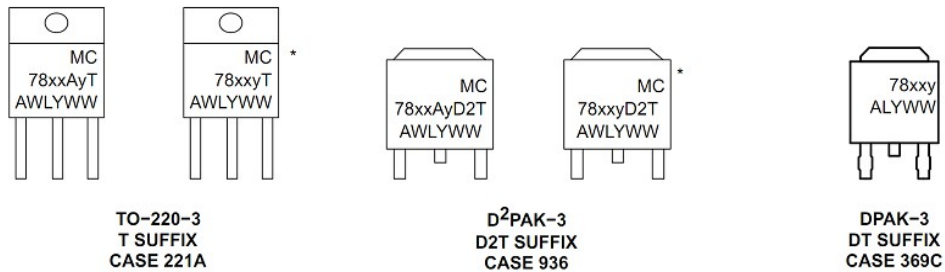 MC
78xxAyT
AWLYWW
MC
78xxyT
AWLYWW
*
TO−220−3
T SUFFIX
CASE 221A
MC
78xxAyD2T
AWLYWW
MC
78xxyD2T
AWLYWW
*
D²PAK−3
D2T SUFFIX
CASE 936
78xxy
ALYWW
DPAK−3
DT SUFFIX
CASE 369C